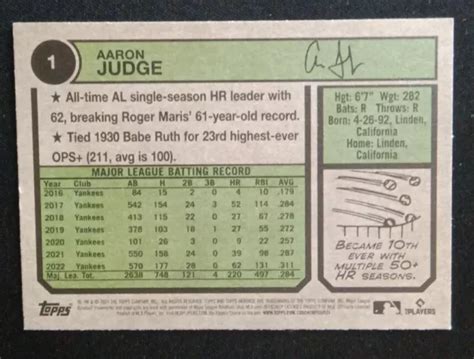 1
AARON
JUDGE
★ All-time AL single-season HR leader with
62, breaking Roger Maris' 61-year-old record.
★ Tied 1930 Babe Ruth for 23rd highest-ever
OPS+ (211, avg is 100).
Hgt: 6'7" Wgt: 282
Bats: R Throws: R
Born: 4-26-92, Linden,
California
Home: Linden,
California
MAJOR LEAGUE BATTING RECORD
Year Club AB H 2B 3B HR RBI AVG
2016 Yankees 84 15 2 0 4 10 .179
2017 Yankees 542 154 24 3 52 114 .284
2018 Yankees 413 115 22 0 27 67 .278
2019 Yankees 378 103 18 1 27 55 .272
2020 Yankees 113 29 3 0 9 22 .257
2021 Yankees 550 158 24 0 39 98 .287
2022 Yankees 570 177 28 0 62 131 .311
Maj. Lea. Tot. 2650 751 121 4 220 497 .284
BECAME 10TH
EVER WITH
MULTIPLE 50+
HR SEASONS.
topps
PLAYERS